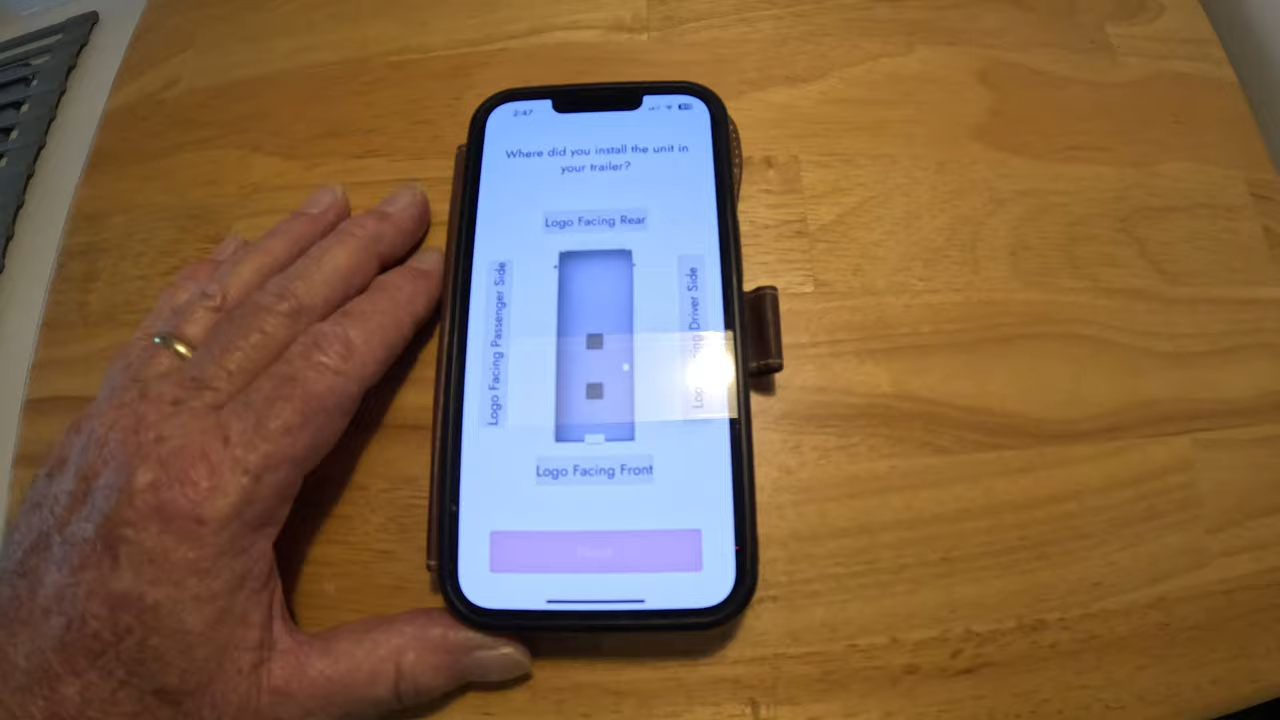 2:47
Where did you install the unit in
your trailer?
Logo Facing Rear
Logo Facing Passenger Side
Driver Side
Logo Facing Front